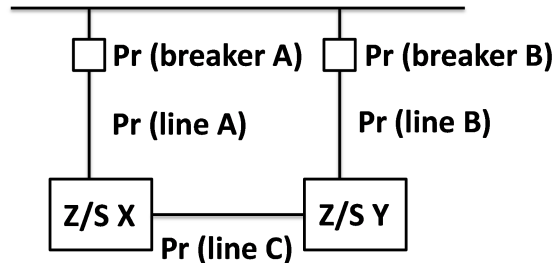 Pr (breaker A)
Pr (breaker B)
Pr (line A)
Pr (line B)
Z/S X
Z/S Y
Pr (line C)